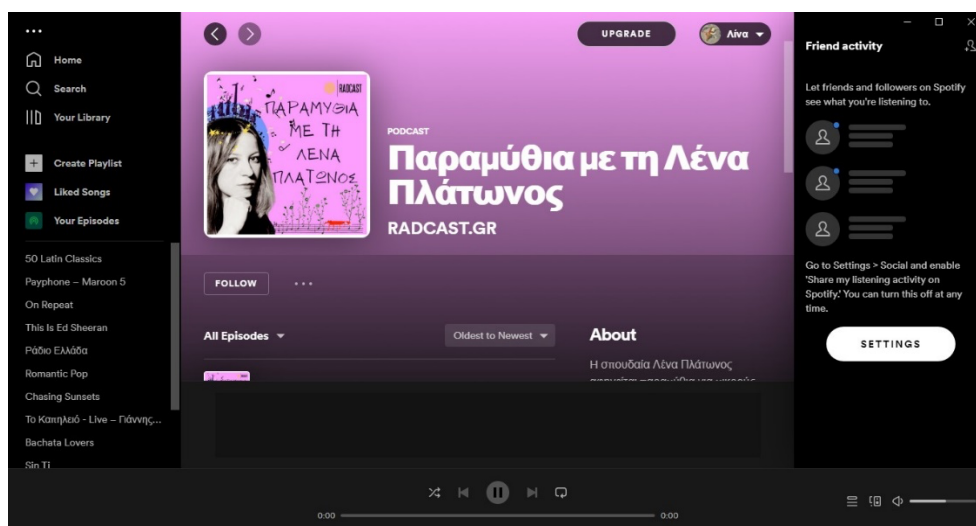 Home
Search
Your Library
Create Playlist
Liked Songs
Your Episodes
50 Latin Classics
Payphone – Maroon 5
On Repeat
This Is Ed Sheeran
Ράδιο Ελλάδα
Romantic Pop
Chasing Sunsets
Το Καπηλειό - Live – Γιάννης...
Bachata Lovers
Sin Ti
UPGRADE
Λίνα
RADCAST
ΠΑΡΑΜΥΘΙΑ
ΜΕ ΤΗ
ΛΕΝΑ
ΠΛΑΤΩΝΟΣ
PODCAST
Παραμύθια με τη Λένα
Πλάτωνος
RADCAST.GR
FOLLOW
All Episodes
Oldest to Newest
About
Η σπουδαία Λένα Πλάτωνος
αφηγείται παραμύθια για μικρούς
0:00
0:00
Friend activity
Let friends and followers on Spotify
see what you're listening to.
Go to Settings > Social and enable
'Share my listening activity on
Spotify.' You can turn this off at any
time.
SETTINGS